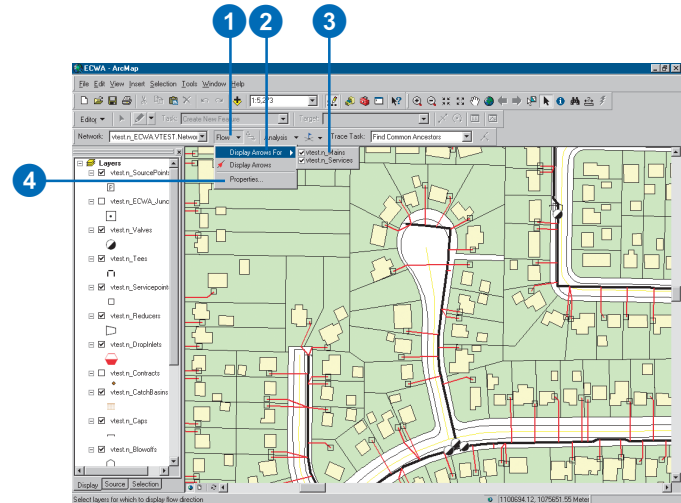 1 2 3
ECWA - ArcMap
File Edit View Insert Selection Tools Window Help
1:5,273
Editor Task: Create New Feature Target:
Network: vtest.n_ECWA.VTEST.Networ Flow Analysis Trace Task: Find Common Ancestors
Display Arrows For
vtest.n_Mains
vtest.n_Services
Display Arrows
4
Properties...
Layers
vtest.n_SourcePoints
vtest.n_ECWA_Junc
vtest.n_Valves
vtest.n_Tees
vtest.n_Servicepoint
vtest.n_Reducers
vtest.n_DropInlets
vtest.n_Contracts
vtest.n_CatchBasins
vtest.n_Caps
vtest.n_Blowoffs
Display Source Selection
Select layers for which to display flow direction
1100694.12, 1075651.55 Meter